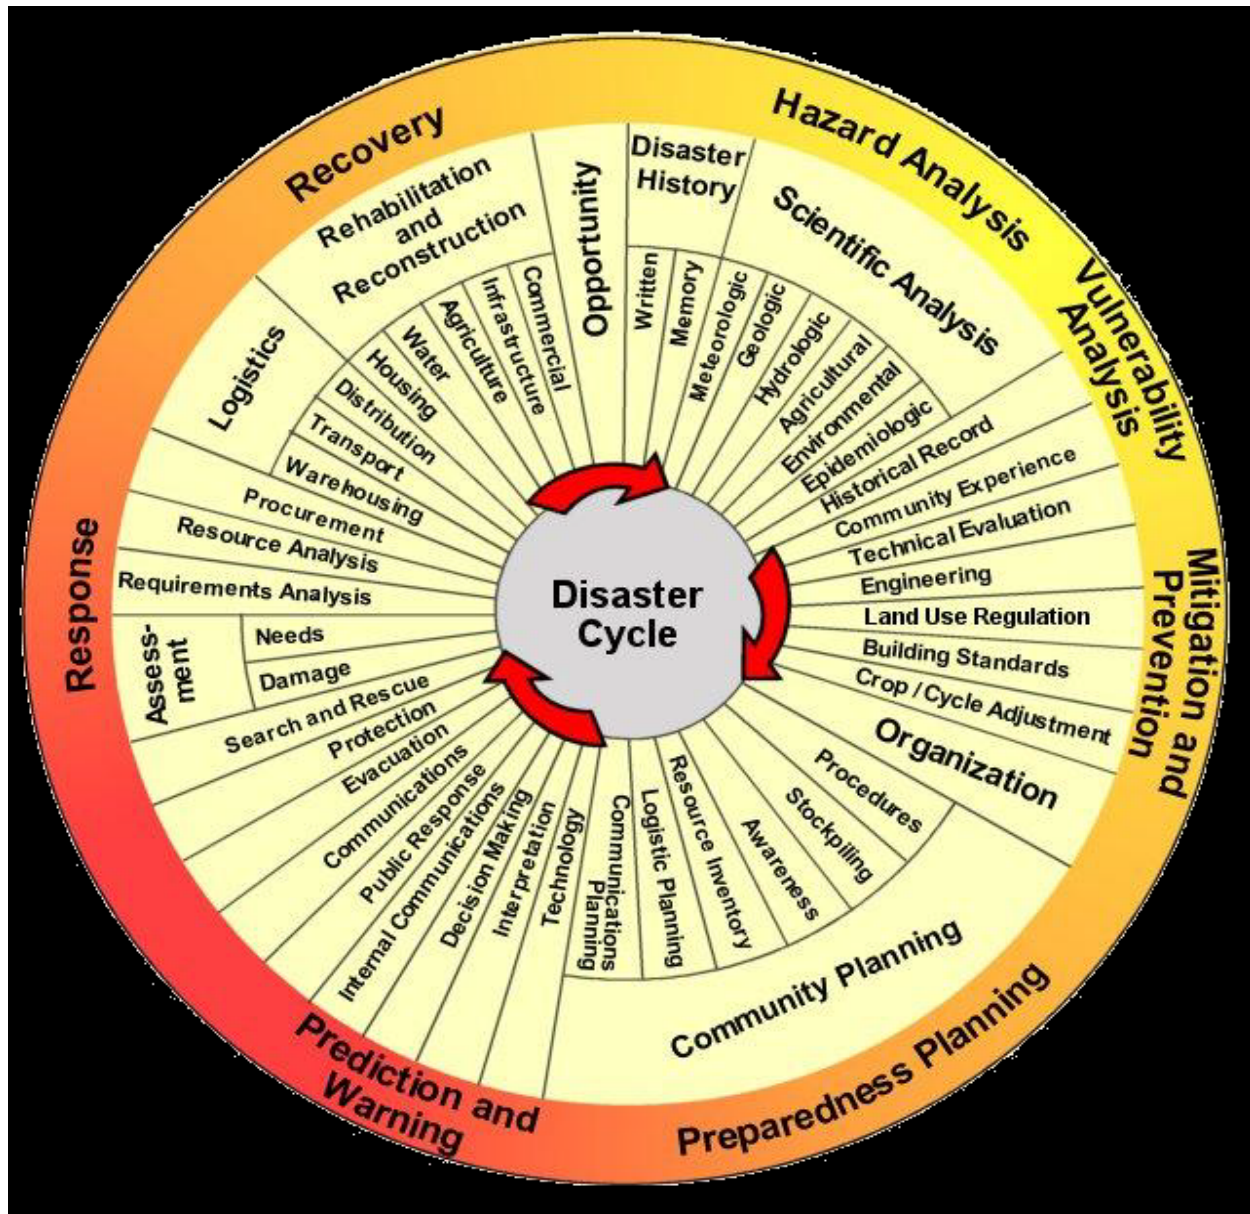 Disaster
Cycle
Hazard Analysis
Disaster
History
Written
Memory
Scientific Analysis
Meteorologic
Geologic
Hydrologic
Agricultural
Environmental
Epidemiologic
Vulnerability
Analysis
Historical Record
Community Experience
Technical Evaluation
Mitigation and
Prevention
Engineering
Land Use Regulation
Building Standards
Crop / Cycle Adjustment
Preparedness Planning
Organization
Community Planning
Procedures
Stockpiling
Awareness
Resource Inventory
Logistic Planning
Communications
Planning
Prediction and
Warning
Technology
Interpretation
Decision Making
Internal Communications
Public Response
Communications
Response
Evacuation
Protection
Search and Rescue
Assess-
ment
Damage
Needs
Requirements Analysis
Resource Analysis
Procurement
Logistics
Warehousing
Transport
Distribution
Recovery
Rehabilitation
and
Reconstruction
Housing
Water
Agriculture
Infrastructure
Commercial
Opportunity